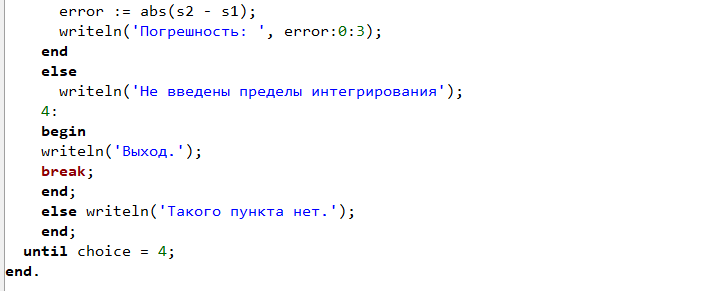 error := abs(s2 - s1);
writeln('Погрешность: ', error:0:3);
end
else
writeln('Не введены пределы интегрирования');
4:
begin
writeln('Выход.');
break;
end;
else writeln('Такого пункта нет.');
end;
until choice = 4;
end.